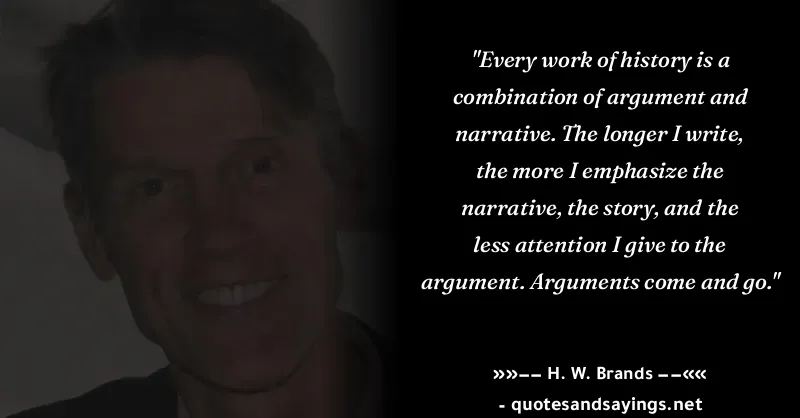 "Every work of history is a
combination of argument and
narrative. The longer I write,
the more I emphasize the
narrative, the story, and the
less attention I give to the
argument. Arguments come and go."
»»−− H. W. Brands −−««
- quotesandsayings.net